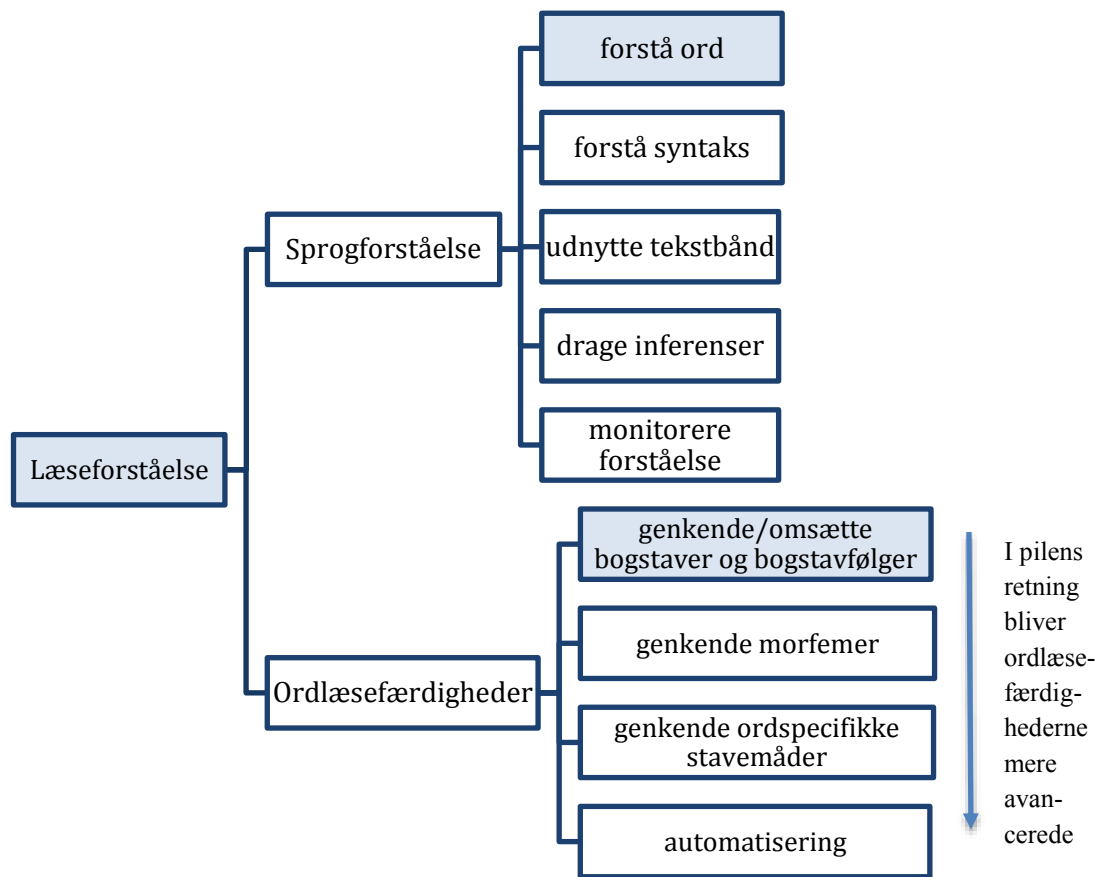 forstå ord
forstå syntaks
Sprogforståelse
udnytte tekstbånd
drage inferenser
monitorere
forståelse
Læseforståelse
genkende/omsætte
bogstaver og bogstavfølger
genkende morfemer
Ordlæsefærdigheder
genkende ordspecifikke
stavemåder
automatisering
I pilens
retning
bliver
ordlæse-
færdig-
hederne
mere
avan-
cerede